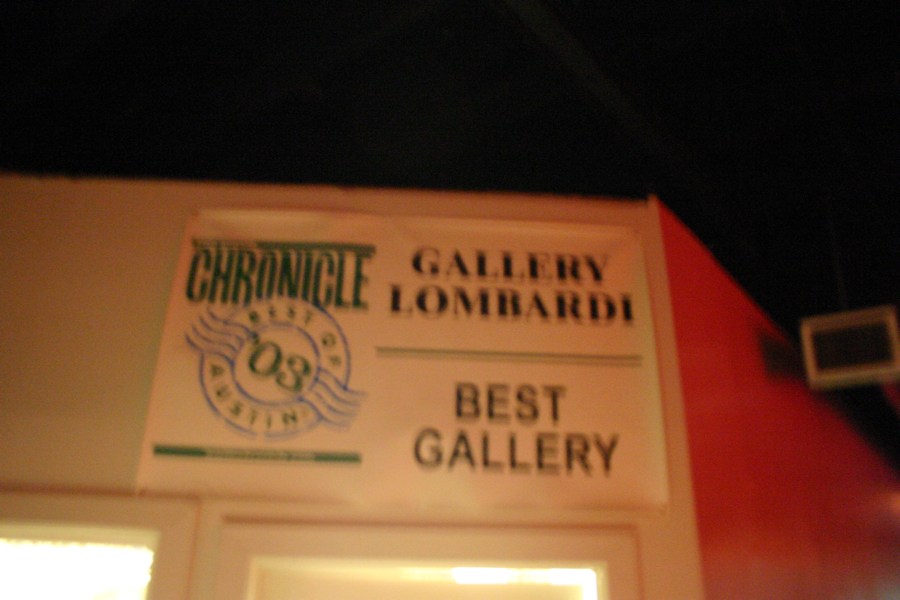 CHRONICLE
BEST OF
'03
AUSTIN
GALLERY
LOMBARDI
BEST
GALLERY